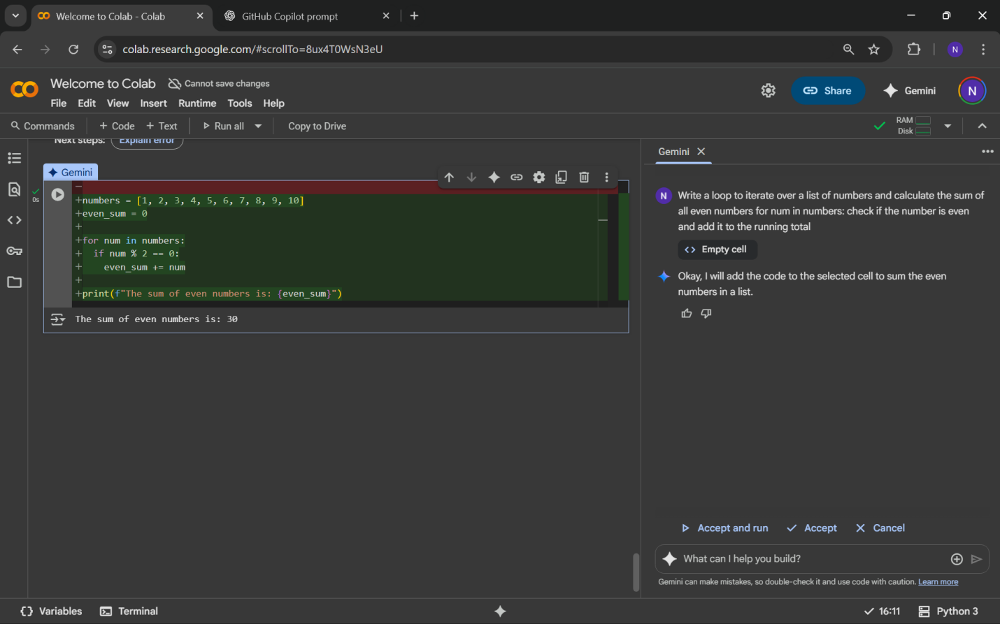 Welcome to Colab - Colab
GitHub Copilot prompt
colab.research.google.com/#scrollTo=8ux4T0WsN3eU
N
Welcome to Colab
Cannot save changes
File Edit View Insert Runtime Tools Help
Share
Gemini
N
Commands
+ Code + Text
Run all
Copy to Drive
RAM
Disk
Next steps: Explain error
Gemini
0s
−
+numbers = [1, 2, 3, 4, 5, 6, 7, 8, 9, 10]
+even_sum = 0
+
+for num in numbers:
+  if num % 2 == 0:
+    even_sum += num
+
+print(f"The sum of even numbers is: {even_sum}")
The sum of even numbers is: 30
Gemini
N
Write a loop to iterate over a list of numbers and calculate the sum of
all even numbers for num in numbers: check if the number is even
and add it to the running total
<> Empty cell
Okay, I will add the code to the selected cell to sum the even
numbers in a list.
Accept and run
Accept
Cancel
What can I help you build?
Gemini can make mistakes, so double-check it and use code with caution. Learn more
{} Variables
Terminal
16:11
Python 3